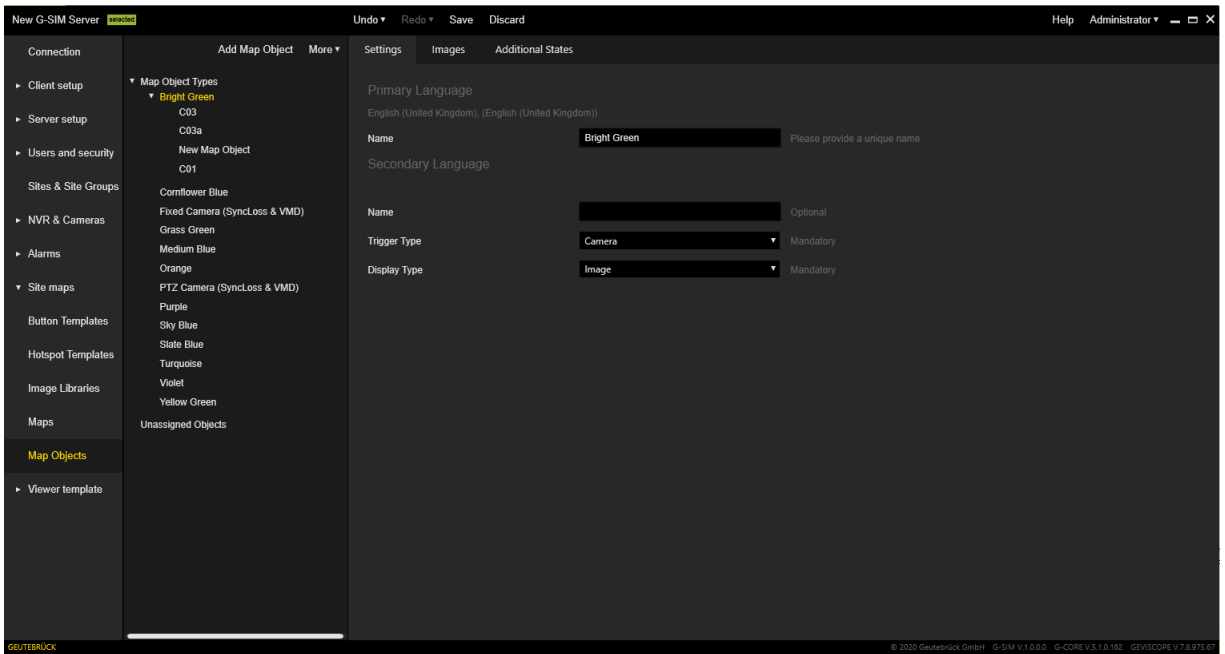 New G-SIM Server selected Undo Redo Save Discard Help Administrator
Connection
Client setup
Server setup
Users and security
Sites & Site Groups
NVR & Cameras
Alarms
Site maps
Button Templates
Hotspot Templates
Image Libraries
Maps
Map Objects
Viewer template
Add Map Object More
Map Object Types
Bright Green
C03
C03a
New Map Object
C01
Cornflower Blue
Fixed Camera (SyncLoss & VMD)
Grass Green
Medium Blue
Orange
PTZ Camera (SyncLoss & VMD)
Purple
Sky Blue
Slate Blue
Turquoise
Violet
Yellow Green
Unassigned Objects
Settings Images Additional States
Primary Language
English (United Kingdom), (English (United Kingdom))
Name Bright Green Please provide a unique name
Secondary Language
Name Optional
Trigger Type Camera Mandatory
Display Type Image Mandatory
GEUTEBRÜCK © 2020 Geutebrück GmbH G-SIM V.1.0.0.0 G-CORE V.5.1.0.162 GEVISCOPE V.7.8.975.67